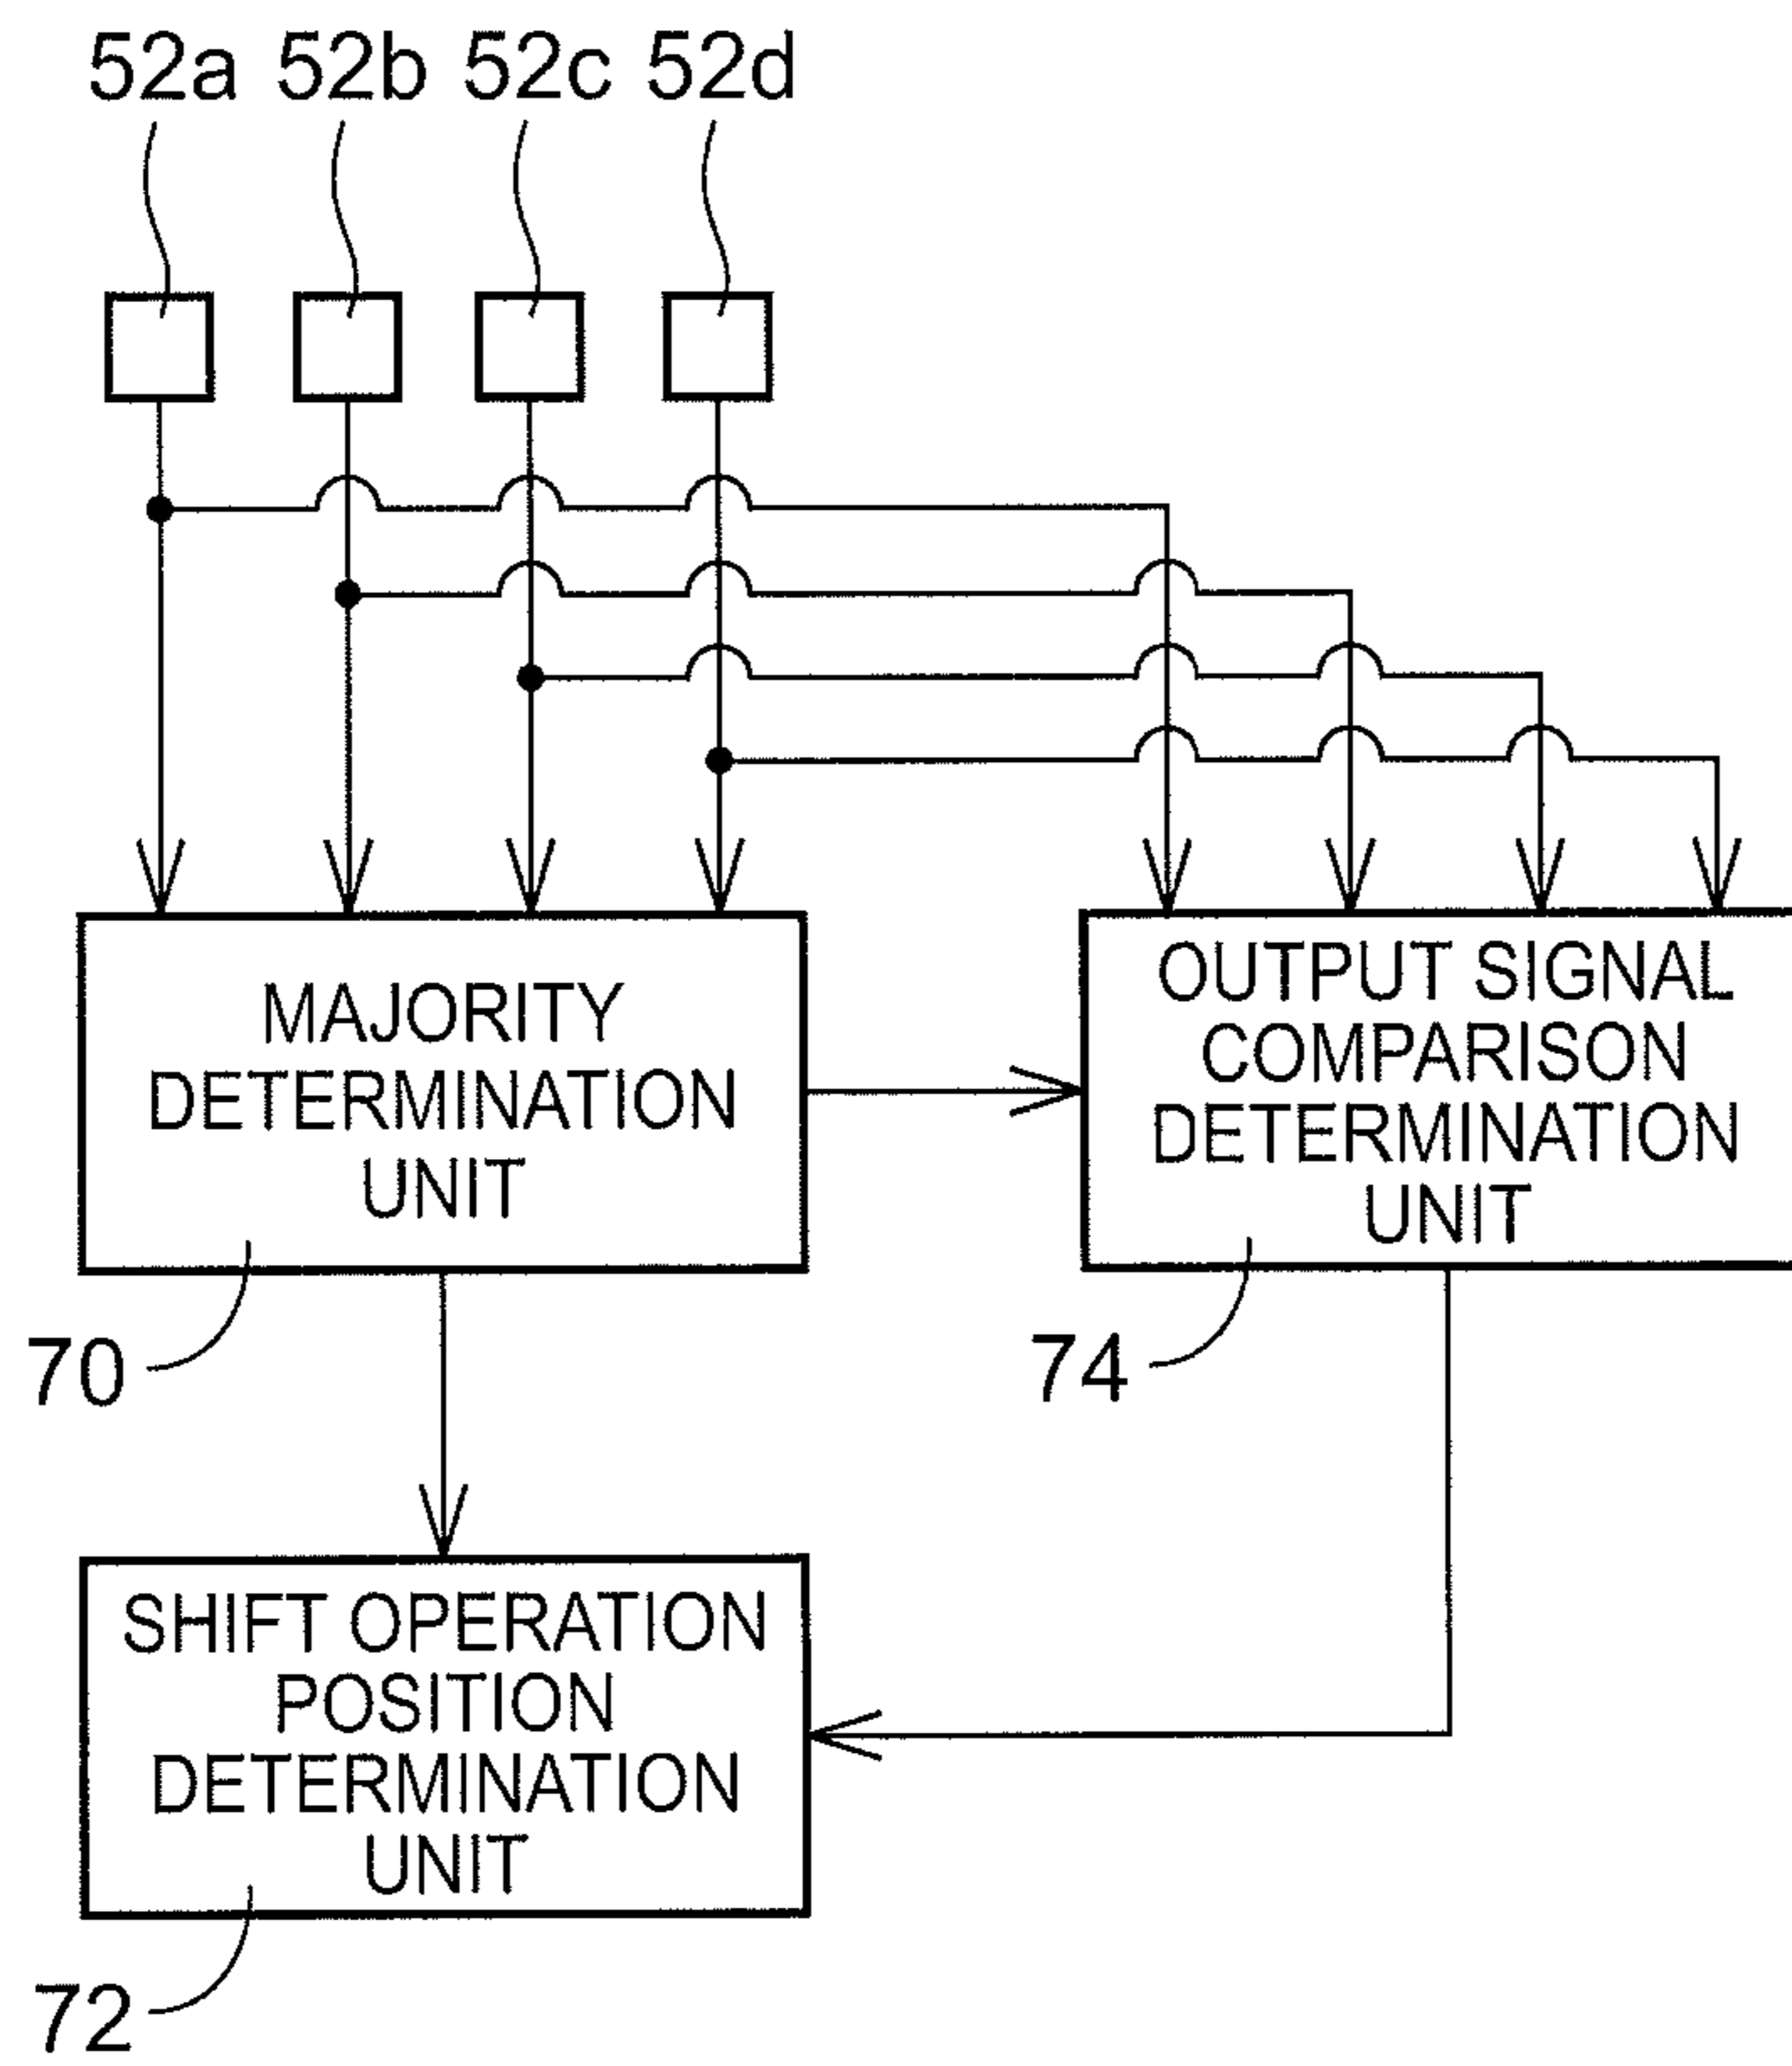 52a 52b 52c 52d
MAJORITY
DETERMINATION
UNIT
70
OUTPUT SIGNAL
COMPARISON
DETERMINATION
UNIT
74
SHIFT OPERATION
POSITION
DETERMINATION
UNIT
72